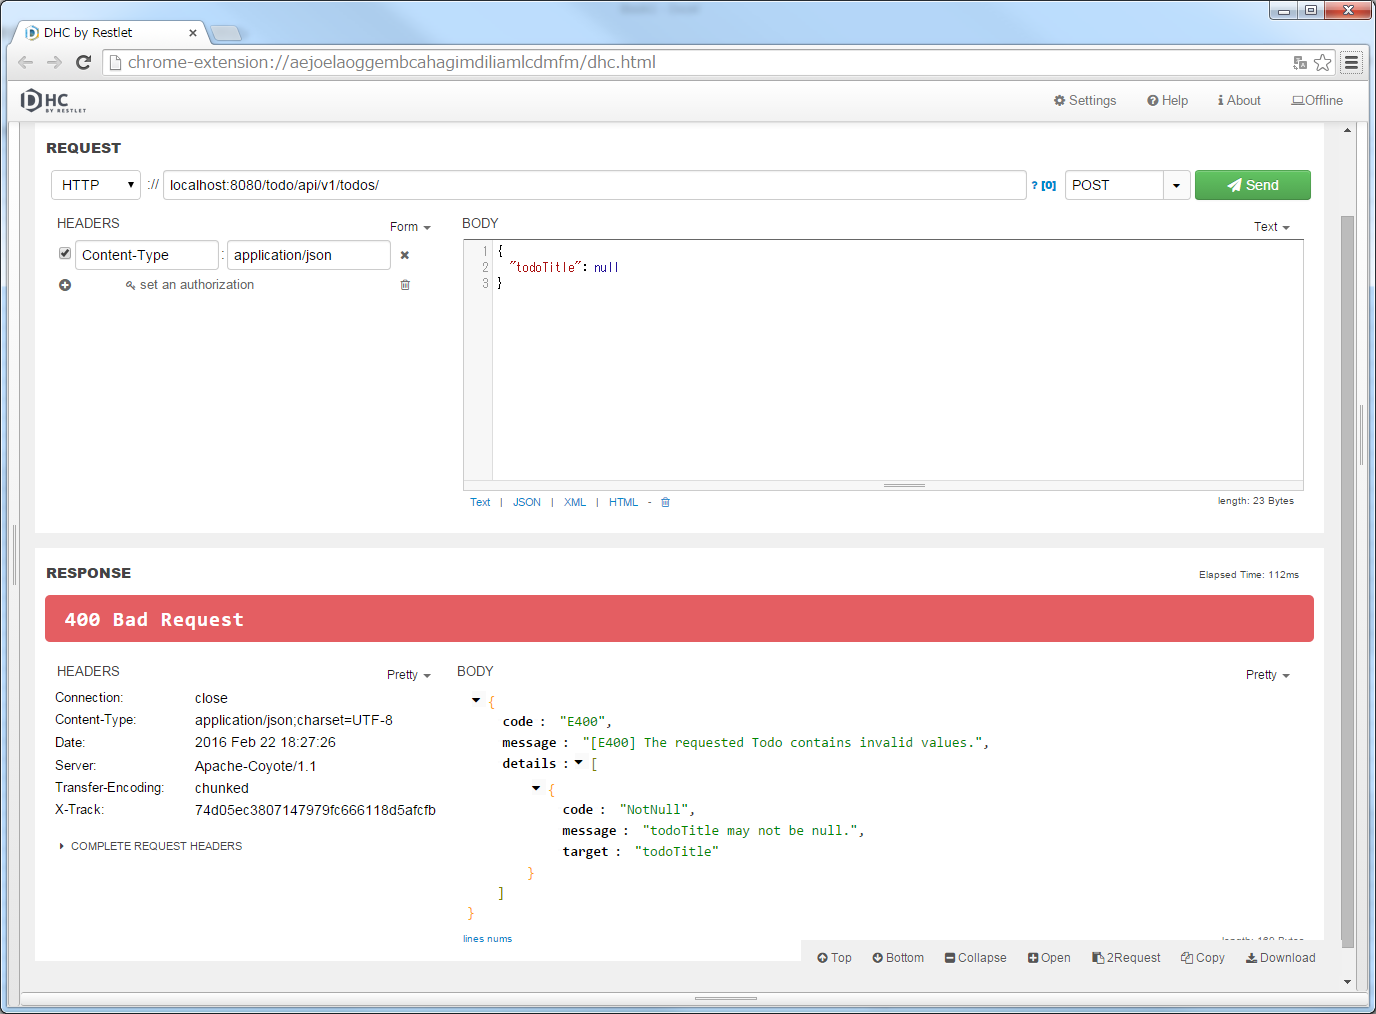 DHC by Restlet
chrome-extension://aejoelaoggembcahagimdiliamlcdmfm/dhc.html
DHC
BY RESTLET
Settings Help About Offline
REQUEST
HTTP :// localhost:8080/todo/api/v1/todos/ ? [0] POST Send
HEADERS Form BODY Text
Content-Type : application/json
set an authorization
1 {
2 "todoTitle": null
3 }
Text | JSON | XML | HTML - length: 23 Bytes
RESPONSE Elapsed Time: 112ms
400 Bad Request
HEADERS Pretty BODY Pretty
Connection: close
Content-Type: application/json;charset=UTF-8
Date: 2016 Feb 22 18:27:26
Server: Apache-Coyote/1.1
Transfer-Encoding: chunked
X-Track: 74d05ec3807147979fc666118d5afcfb
COMPLETE REQUEST HEADERS
{
code : "E400",
message : "[E400] The requested Todo contains invalid values.",
details : [
{
code : "NotNull",
message : "todoTitle may not be null.",
target : "todoTitle"
}
]
}
lines nums
Top Bottom Collapse Open 2Request Copy Download